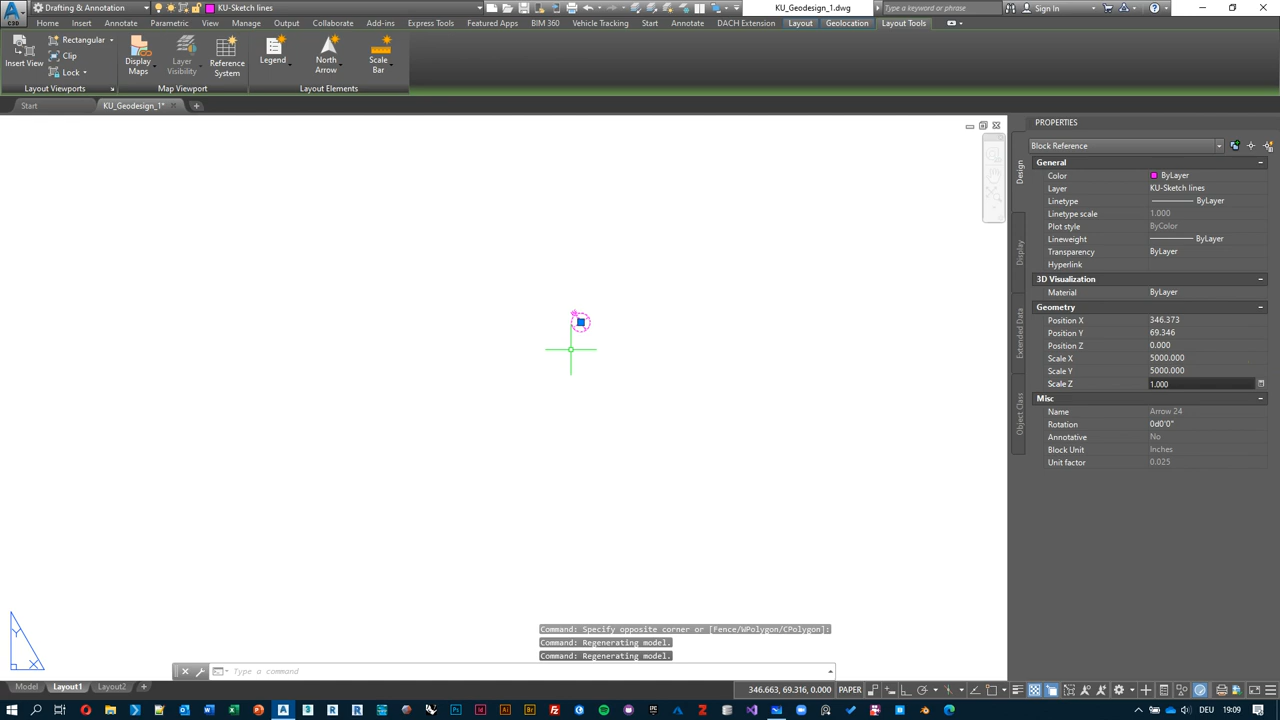 Drafting & Annotation
KU-Sketch lines
KU_Geodesign_1.dwg
Type a keyword or phrase
Sign In
C3D
Home
Insert
Annotate
Parametric
View
Manage
Output
Collaborate
Add-ins
Express Tools
Featured Apps
BIM 360
Vehicle Tracking
Start
Annotate
DACH Extension
Layout
Geolocation
Layout Tools
Insert View
Rectangular
Clip
Lock
Display Maps
Layer Visibility
Reference System
Legend
North Arrow
Scale Bar
Layout Viewports
Map Viewport
Layout Elements
Start
KU_Geodesign_1*
PROPERTIES
Block Reference
Design
Display
Extended Data
Object Class
General
Color ByLayer
Layer KU-Sketch lines
Linetype ByLayer
Linetype scale 1.000
Plot style ByColor
Lineweight ByLayer
Transparency ByLayer
Hyperlink
3D Visualization
Material ByLayer
Geometry
Position X 346.373
Position Y 69.346
Position Z 0.000
Scale X 5000.000
Scale Y 5000.000
Scale Z 1.000
Misc
Name Arrow 24
Rotation 0d0'0"
Annotative No
Block Unit Inches
Unit factor 0.025
Y
X
Command: Specify opposite corner or [Fence/WPolygon/CPolygon]:
Command: Regenerating model.
Command: Regenerating model.
Type a command
Model
Layout1
Layout2
346.663, 69.316, 0.000
PAPER
DEU
19:09